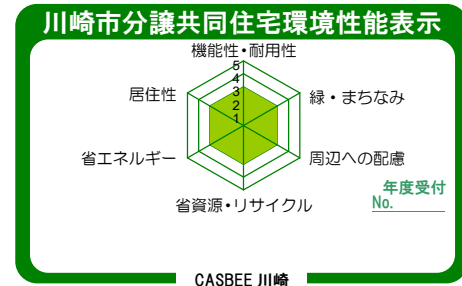 川崎市分譲共同住宅環境性能表示
機能性・耐用性
5
4
3
2
1
居住性
緑・まちなみ
省エネルギー
周辺への配慮
省資源・リサイクル
年度受付
No.
CASBEE 川崎